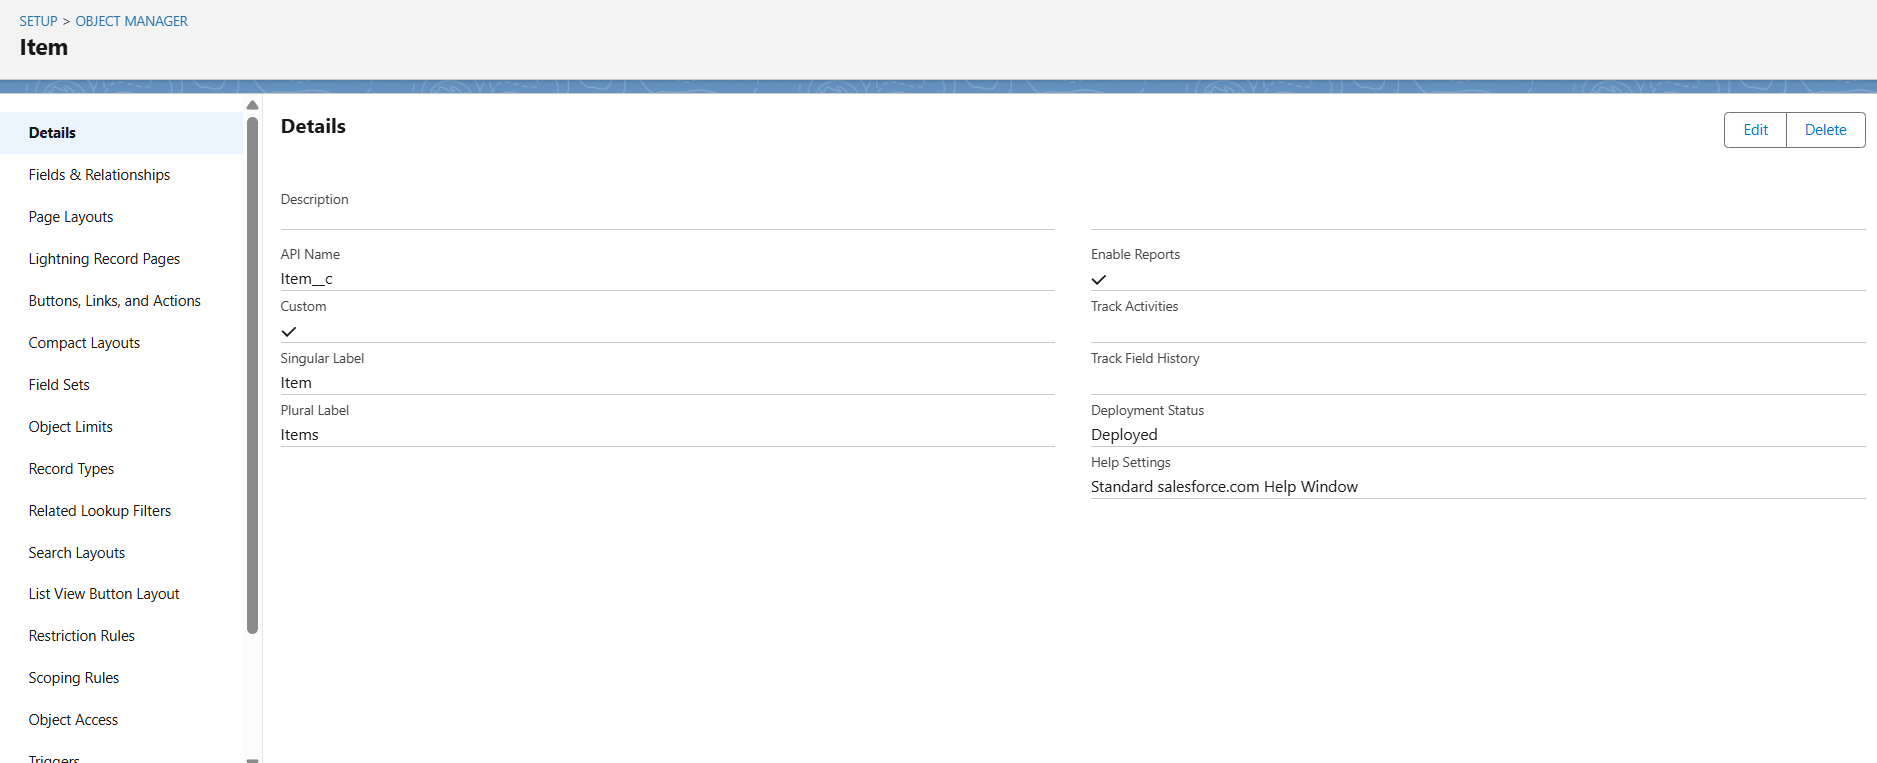 SETUP > OBJECT MANAGER
Item
Details
Fields & Relationships
Page Layouts
Lightning Record Pages
Buttons, Links, and Actions
Compact Layouts
Field Sets
Object Limits
Record Types
Related Lookup Filters
Search Layouts
List View Button Layout
Restriction Rules
Scoping Rules
Object Access
Triggers
Details
Edit
Delete
Description
API Name
Item__c
Custom
Singular Label
Item
Plural Label
Items
Enable Reports
Track Activities
Track Field History
Deployment Status
Deployed
Help Settings
Standard salesforce.com Help Window